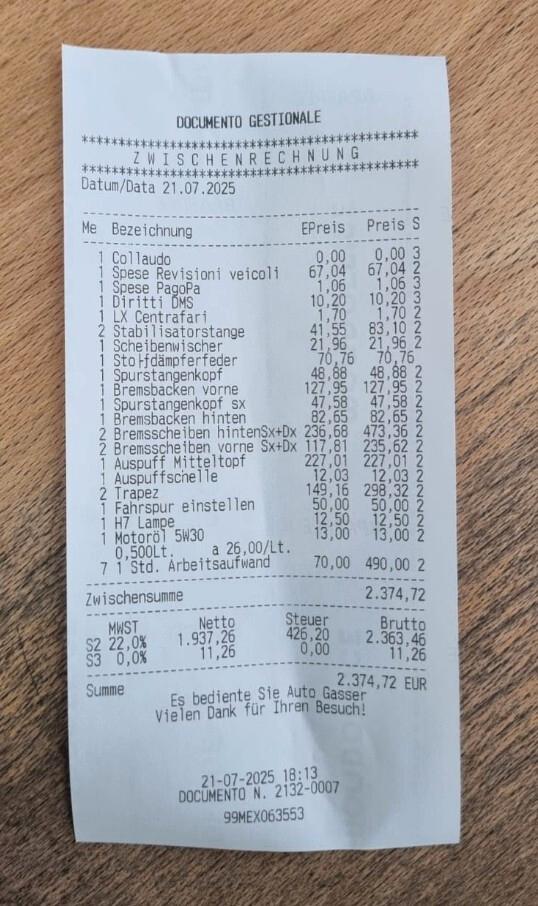 DOCUMENTO GESTIONALE
******************************************
Z W I S C H E N R E C H N U N G
******************************************
Datum/Data 21.07.2025
Me Bezeichnung EPreis Preis S
1 Collaudo 0,00 0,00 3
1 Spese Revisioni veicoli 67,04 67,04 2
1 Spese PagoPa 1,06 1,06 3
1 Diritti DMS 10,20 10,20 3
1 LX Centrafari 1,70 1,70 2
2 Stabilisatorstange 41,55 83,10 2
1 Scheibenwischer 21,96 21,96 2
1 Stoßdämpferfeder 70,76 70,76
1 Spurstangenkopf 48,88 48,88 2
1 Bremsbacken vorne 127,95 127,95 2
1 Spurstangenkopf sx 47,58 47,58 2
1 Bremsbacken hinten 82,65 82,65 2
2 Bremsscheiben hintenSx+Dx 236,68 473,36 2
2 Bremsscheiben vorne Sx+Dx 117,81 235,62 2
1 Auspuff Mitteltopf 227,01 227,01 2
1 Auspuffschelle 12,03 12,03 2
2 Trapez 149,16 298,32 2
1 Fahrspur einstellen 50,00 50,00 2
1 H7 Lampe 12,50 12,50 2
1 Motoröl 5W30 13,00 13,00 2
0,500Lt. a 26,00/Lt.
7 1 Std. Arbeitsaufwand 70,00 490,00 2
Zwischensumme 2.374,72
MWST Netto Steuer Brutto
S2 22,0% 1.937,26 426,20 2.363,46
S3 0,0% 11,26 0,00 11,26
Summe 2.374,72 EUR
Es bediente Sie Auto Gasser
Vielen Dank für Ihren Besuch!
21-07-2025 18:13
DOCUMENTO N. 2132-0007
99MEX063553